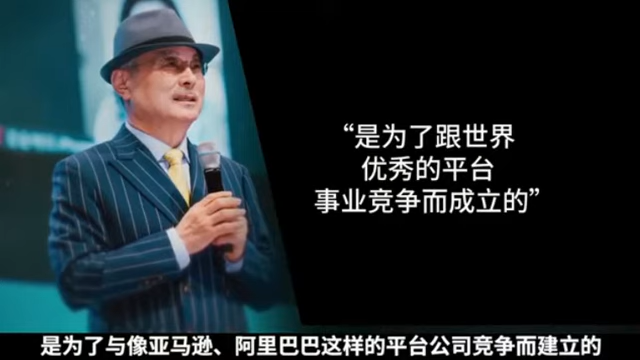 “是为了跟世界
优秀的平台
事业竞争而成立的”
是为了与像亚马逊、阿里巴巴这样的平台公司竞争而建立的